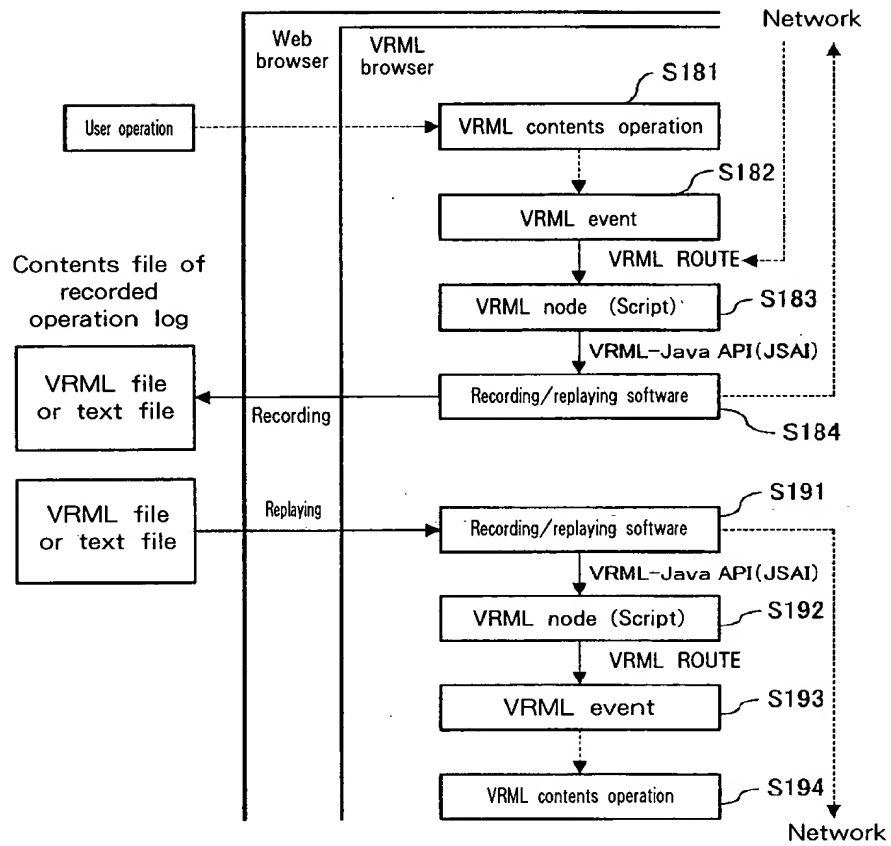 Network
Web
browser
VRML
browser
S181
User operation
VRML contents operation
S182
VRML event
VRML ROUTE
Contents file of
recorded
operation log
VRML node (Script)
S183
VRML-Java API(JSAI)
VRML file
or text file
Recording
Recording/replaying software
S184
VRML file
or text file
Replaying
S191
Recording/replaying software
VRML-Java API(JSAI)
VRML node (Script)
S192
VRML ROUTE
VRML event
S193
VRML contents operation
S194
Network